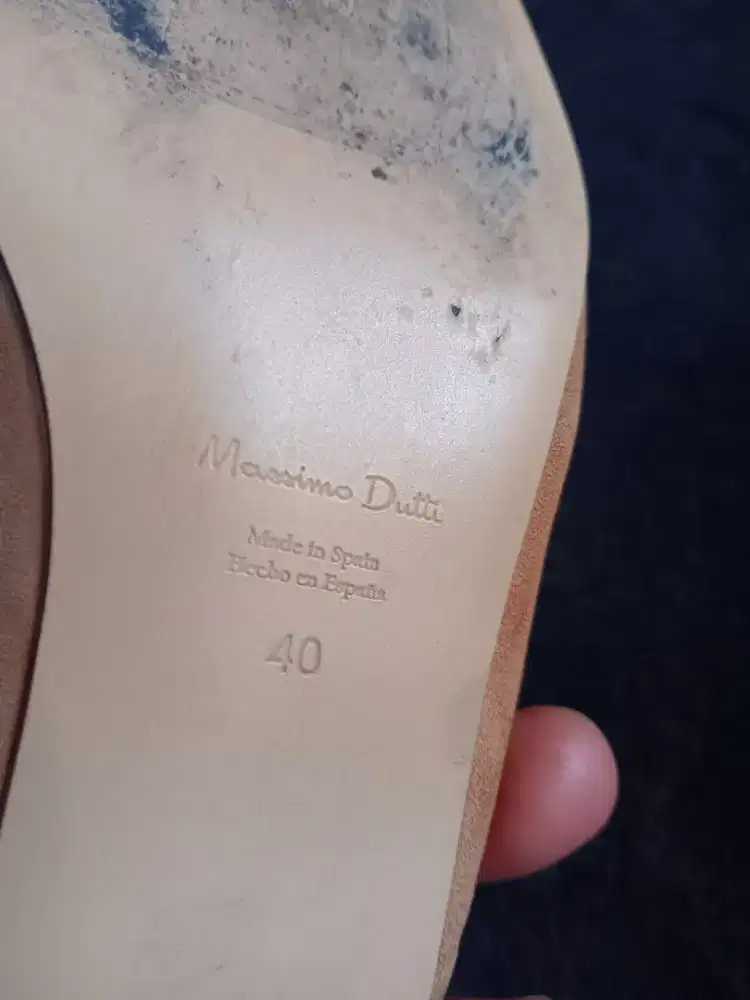 Massimo Dutti
Made in Spain
Hecho en España
40